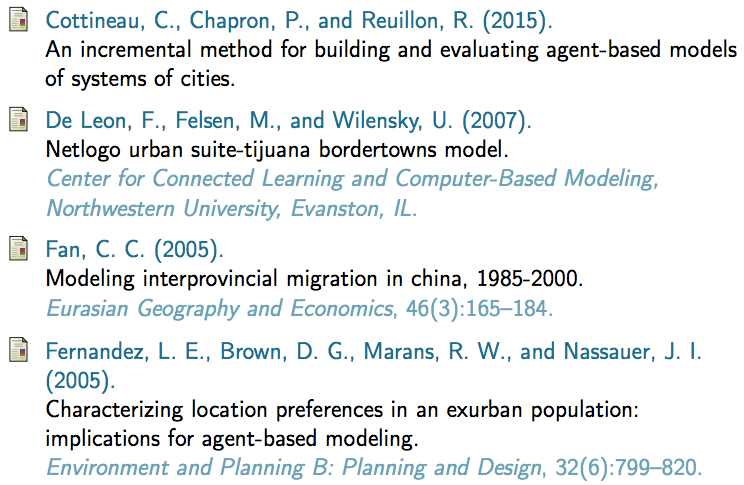 Cottineau, C., Chapron, P., and Reuillon, R. (2015).
An incremental method for building and evaluating agent-based models
of systems of cities.
De Leon, F., Felsen, M., and Wilensky, U. (2007).
Netlogo urban suite-tijuana bordertowns model.
Center for Connected Learning and Computer-Based Modeling,
Northwestern University, Evanston, IL.
Fan, C. C. (2005).
Modeling interprovincial migration in china, 1985-2000.
Eurasian Geography and Economics, 46(3):165–184.
Fernandez, L. E., Brown, D. G., Marans, R. W., and Nassauer, J. I.
(2005).
Characterizing location preferences in an exurban population:
implications for agent-based modeling.
Environment and Planning B: Planning and Design, 32(6):799–820.